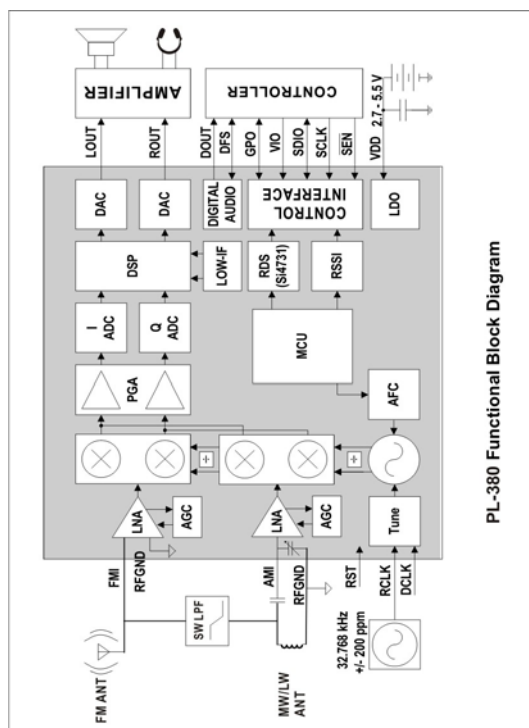 FM ANT
SW LPF
MW/LW
ANT
32.768 kHz
+/- 200 ppm
FMI
RFGND
AMI
RFGND
RST
RCLK
DCLK
LNA
AGC
LNA
AGC
Tune
÷
÷
AFC
PGA
I
ADC
Q
ADC
MCU
DSP
LOW-IF
RDS
(Si4731)
RSSI
DAC
DAC
DIGITAL
AUDIO
CONTROL
INTERFACE
LDO
LOUT
ROUT
DOUT
DFS
GPO
VIO
SDIO
SCLK
SEN
VDD
2.7 - 5.5 V
AMPLIFIER
CONTROLLER
PL-380 Functional Block Diagram